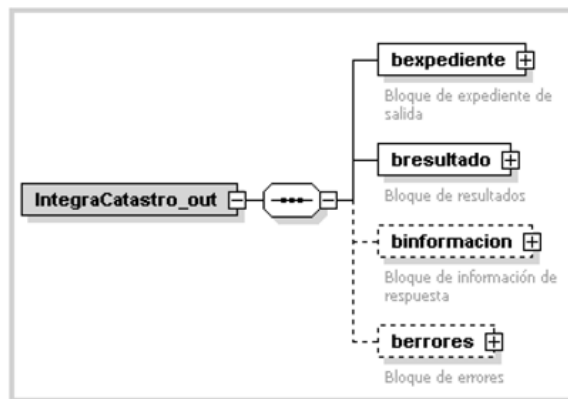 bexpediente
Bloque de expediente de
salida
bresultado
Bloque de resultados
IntegraCatastro_out
binformacion
Bloque de información de
respuesta
berrores
Bloque de errores